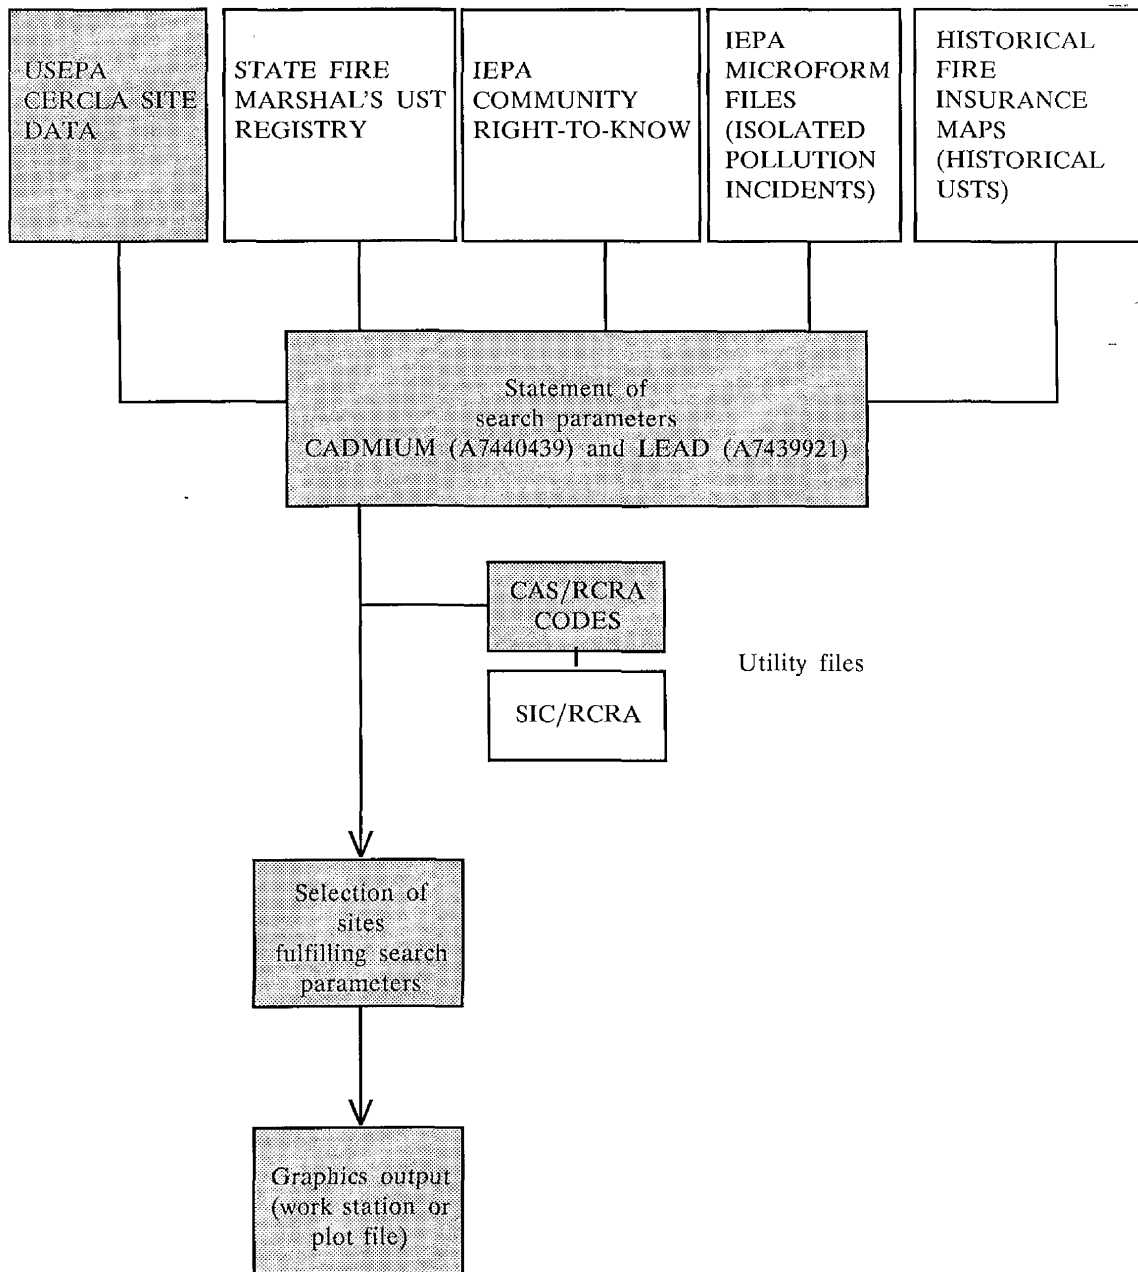 USEPA
CERCLA SITE
DATA
STATE FIRE
MARSHAL'S UST
REGISTRY
IEPA
COMMUNITY
RIGHT-TO-KNOW
IEPA
MICROFORM
FILES
(ISOLATED
POLLUTION
INCIDENTS)
HISTORICAL
FIRE
INSURANCE
MAPS
(HISTORICAL
USTS)
Statement of
search parameters
CADMIUM (A7440439) and LEAD (A7439921)
CAS/RCRA
CODES
Utility files
SIC/RCRA
Selection of
sites
fulfilling search
parameters
Graphics output
(work station or
plot file)